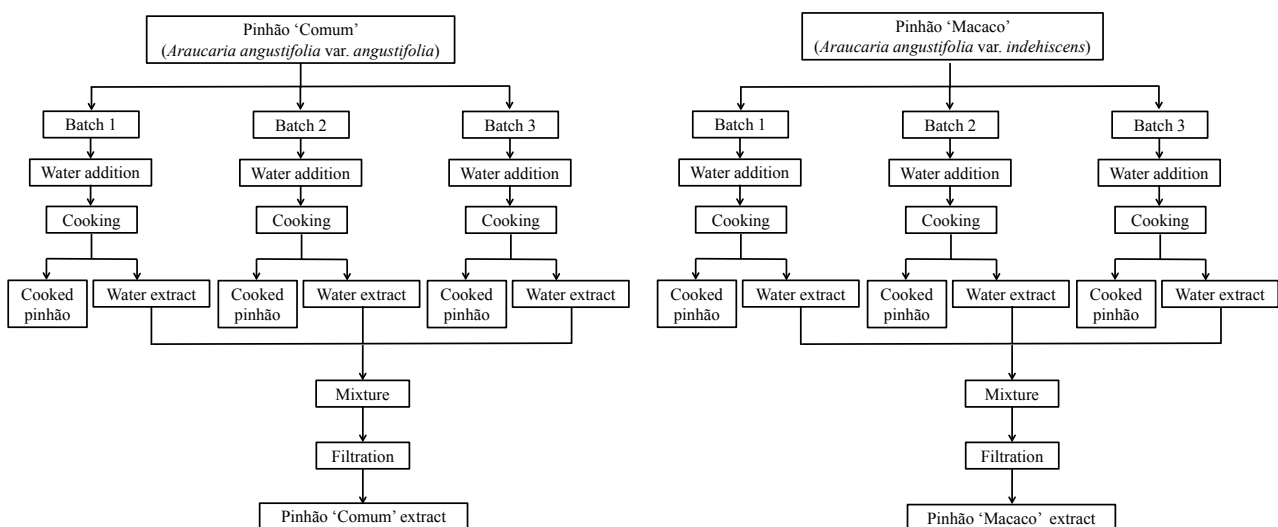 Pinhão ‘Comum’
(Araucaria angustifolia var. angustifolia)
Batch 1
Batch 2
Batch 3
Water addition
Water addition
Water addition
Cooking
Cooking
Cooking
Cooked
pinhão
Water extract
Cooked
pinhão
Water extract
Cooked
pinhão
Water extract
Mixture
Filtration
Pinhão ‘Comum’ extract
Pinhão ‘Macaco’
(Araucaria angustifolia var. indehiscens)
Batch 1
Batch 2
Batch 3
Water addition
Water addition
Water addition
Cooking
Cooking
Cooking
Cooked
pinhão
Water extract
Cooked
pinhão
Water extract
Cooked
pinhão
Water extract
Mixture
Filtration
Pinhão ‘Macaco’ extract